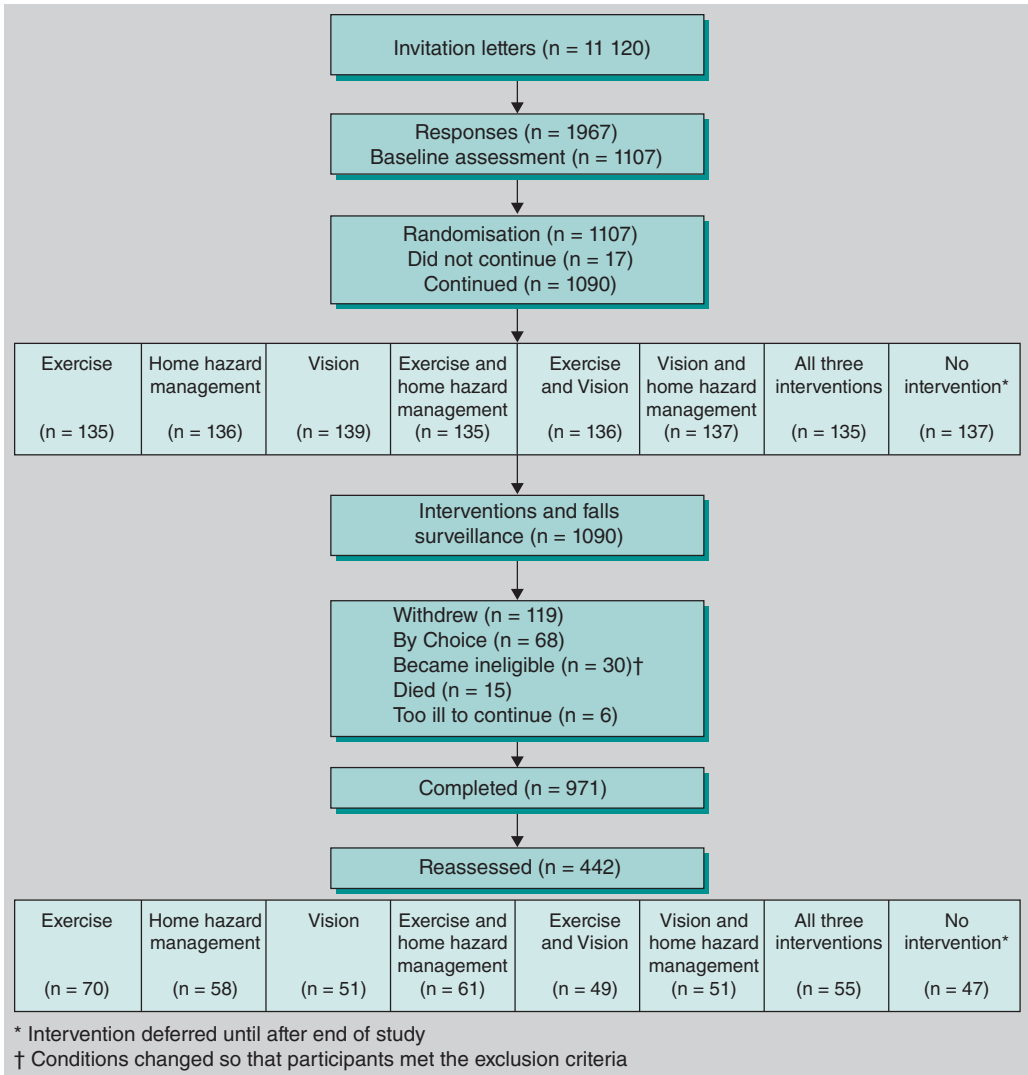 Invitation letters (n = 11 120)
Responses (n = 1967)
Baseline assessment (n = 1107)
Randomisation (n = 1107)
Did not continue (n = 17)
Continued (n = 1090)
Exercise
(n = 135)
Home hazard
management
(n = 136)
Vision
(n = 139)
Exercise and
home hazard
management
(n = 135)
Exercise
and Vision
(n = 136)
Vision and
home hazard
management
(n = 137)
All three
interventions
(n = 135)
No
intervention*
(n = 137)
Interventions and falls
surveillance (n = 1090)
Withdrew (n = 119)
By Choice (n = 68)
Became ineligible (n = 30)†
Died (n = 15)
Too ill to continue (n = 6)
Completed (n = 971)
Reassessed (n = 442)
Exercise
(n = 70)
Home hazard
management
(n = 58)
Vision
(n = 51)
Exercise and
home hazard
management
(n = 61)
Exercise
and Vision
(n = 49)
Vision and
home hazard
management
(n = 51)
All three
interventions
(n = 55)
No
intervention*
(n = 47)
* Intervention deferred until after end of study
† Conditions changed so that participants met the exclusion criteria